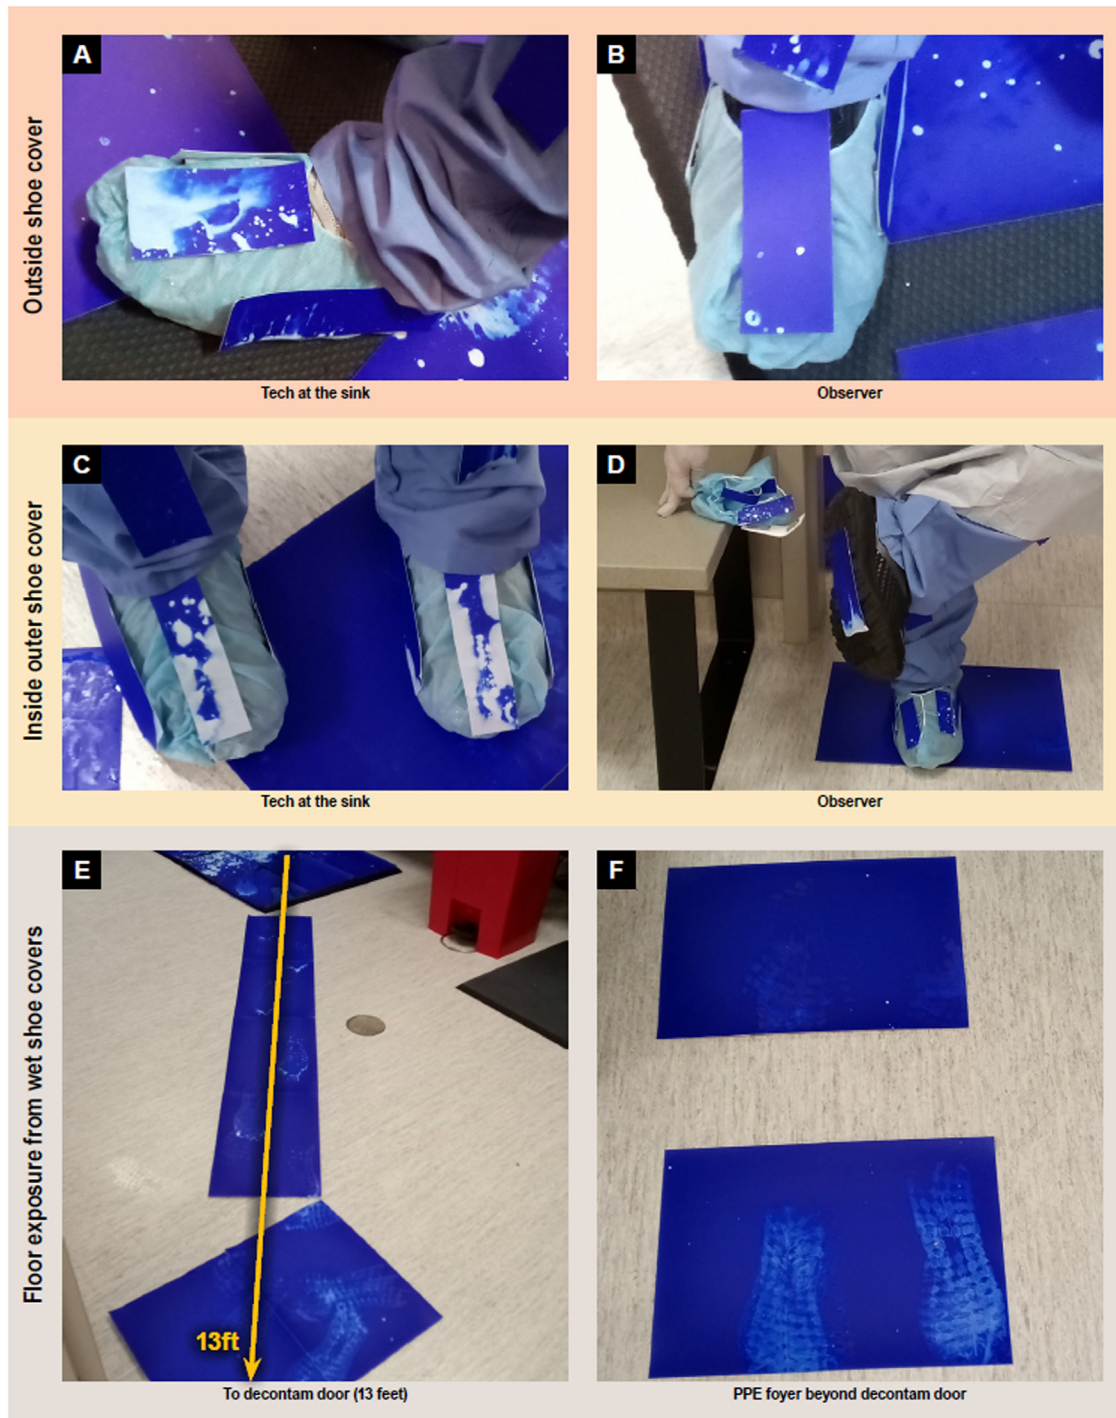 Outside shoe cover
A
B
Tech at the sink
Observer
Inside outer shoe cover
C
D
Tech at the sink
Observer
Floor exposure from wet shoe covers
E
F
13ft
To decontam door (13 feet)
PPE foyer beyond decontam door